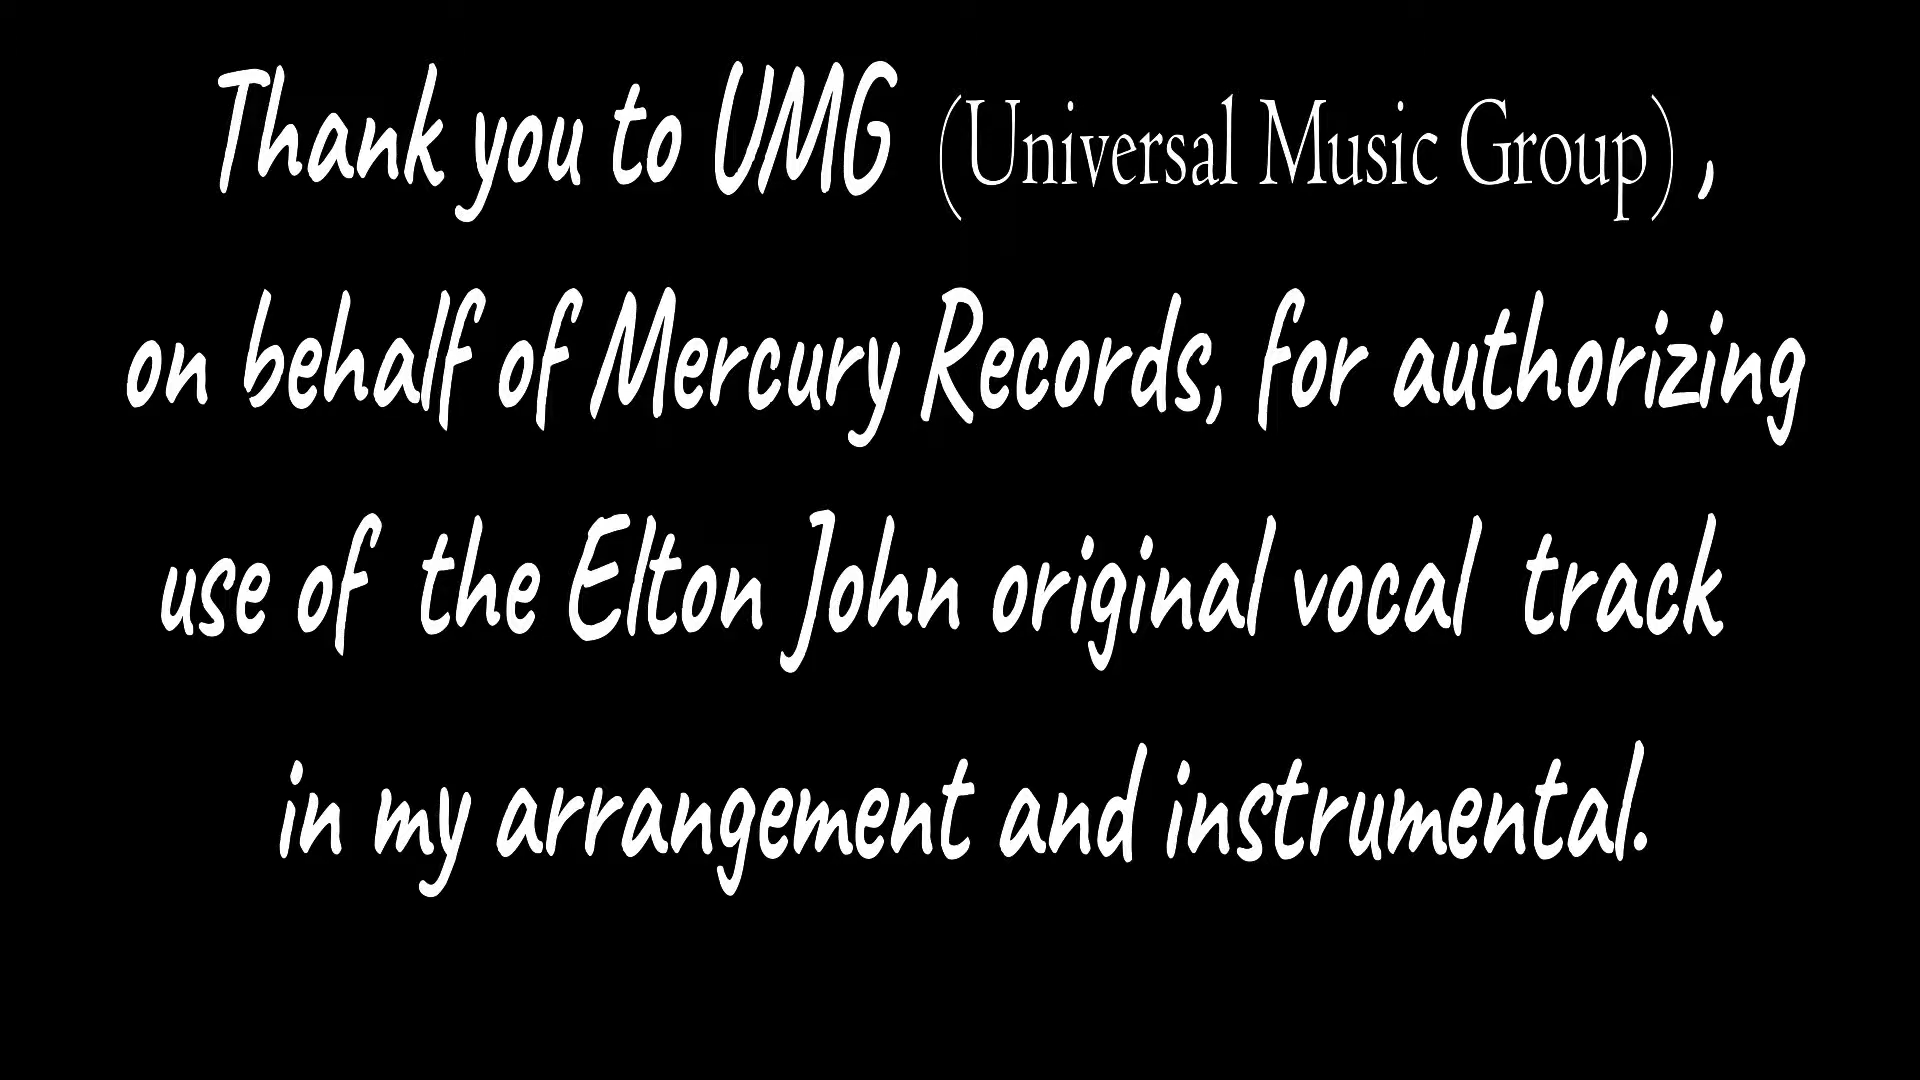 Thank you to UMG (Universal Music Group) ,
on behalf of Mercury Records, for authorizing
use of the Elton John original vocal track
in my arrangement and instrumental.